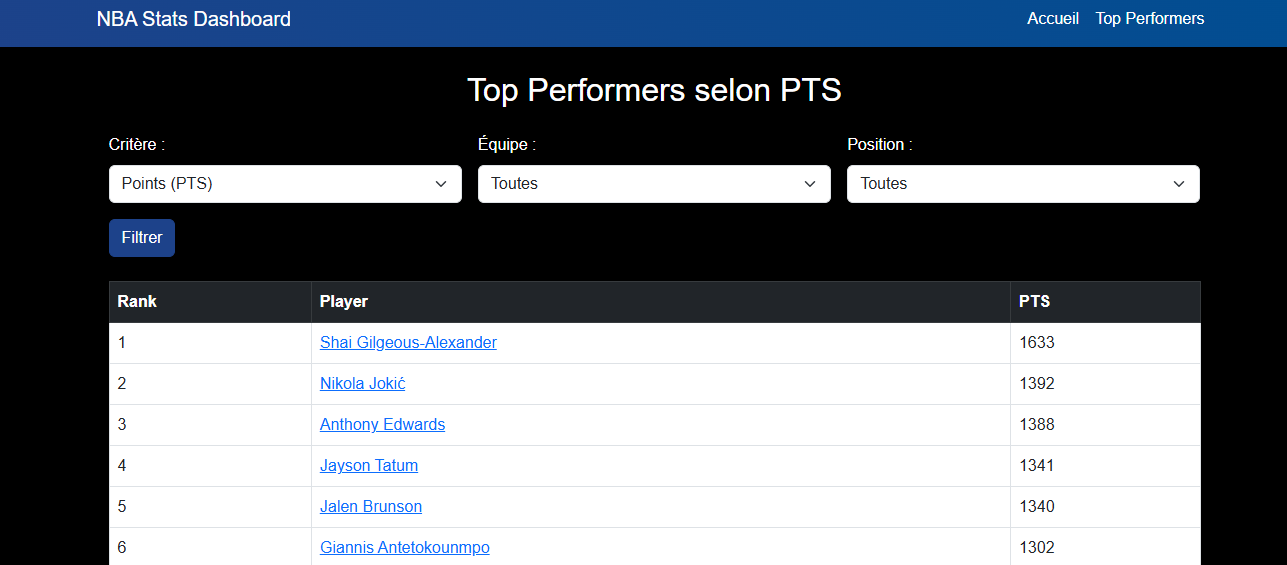 NBA Stats Dashboard Accueil Top Performers
Top Performers selon PTS
Critère : Équipe : Position :
Points (PTS) Toutes Toutes
Filtrer
Rank Player PTS
1 Shai Gilgeous-Alexander 1633
2 Nikola Jokić 1392
3 Anthony Edwards 1388
4 Jayson Tatum 1341
5 Jalen Brunson 1340
6 Giannis Antetokounmpo 1302